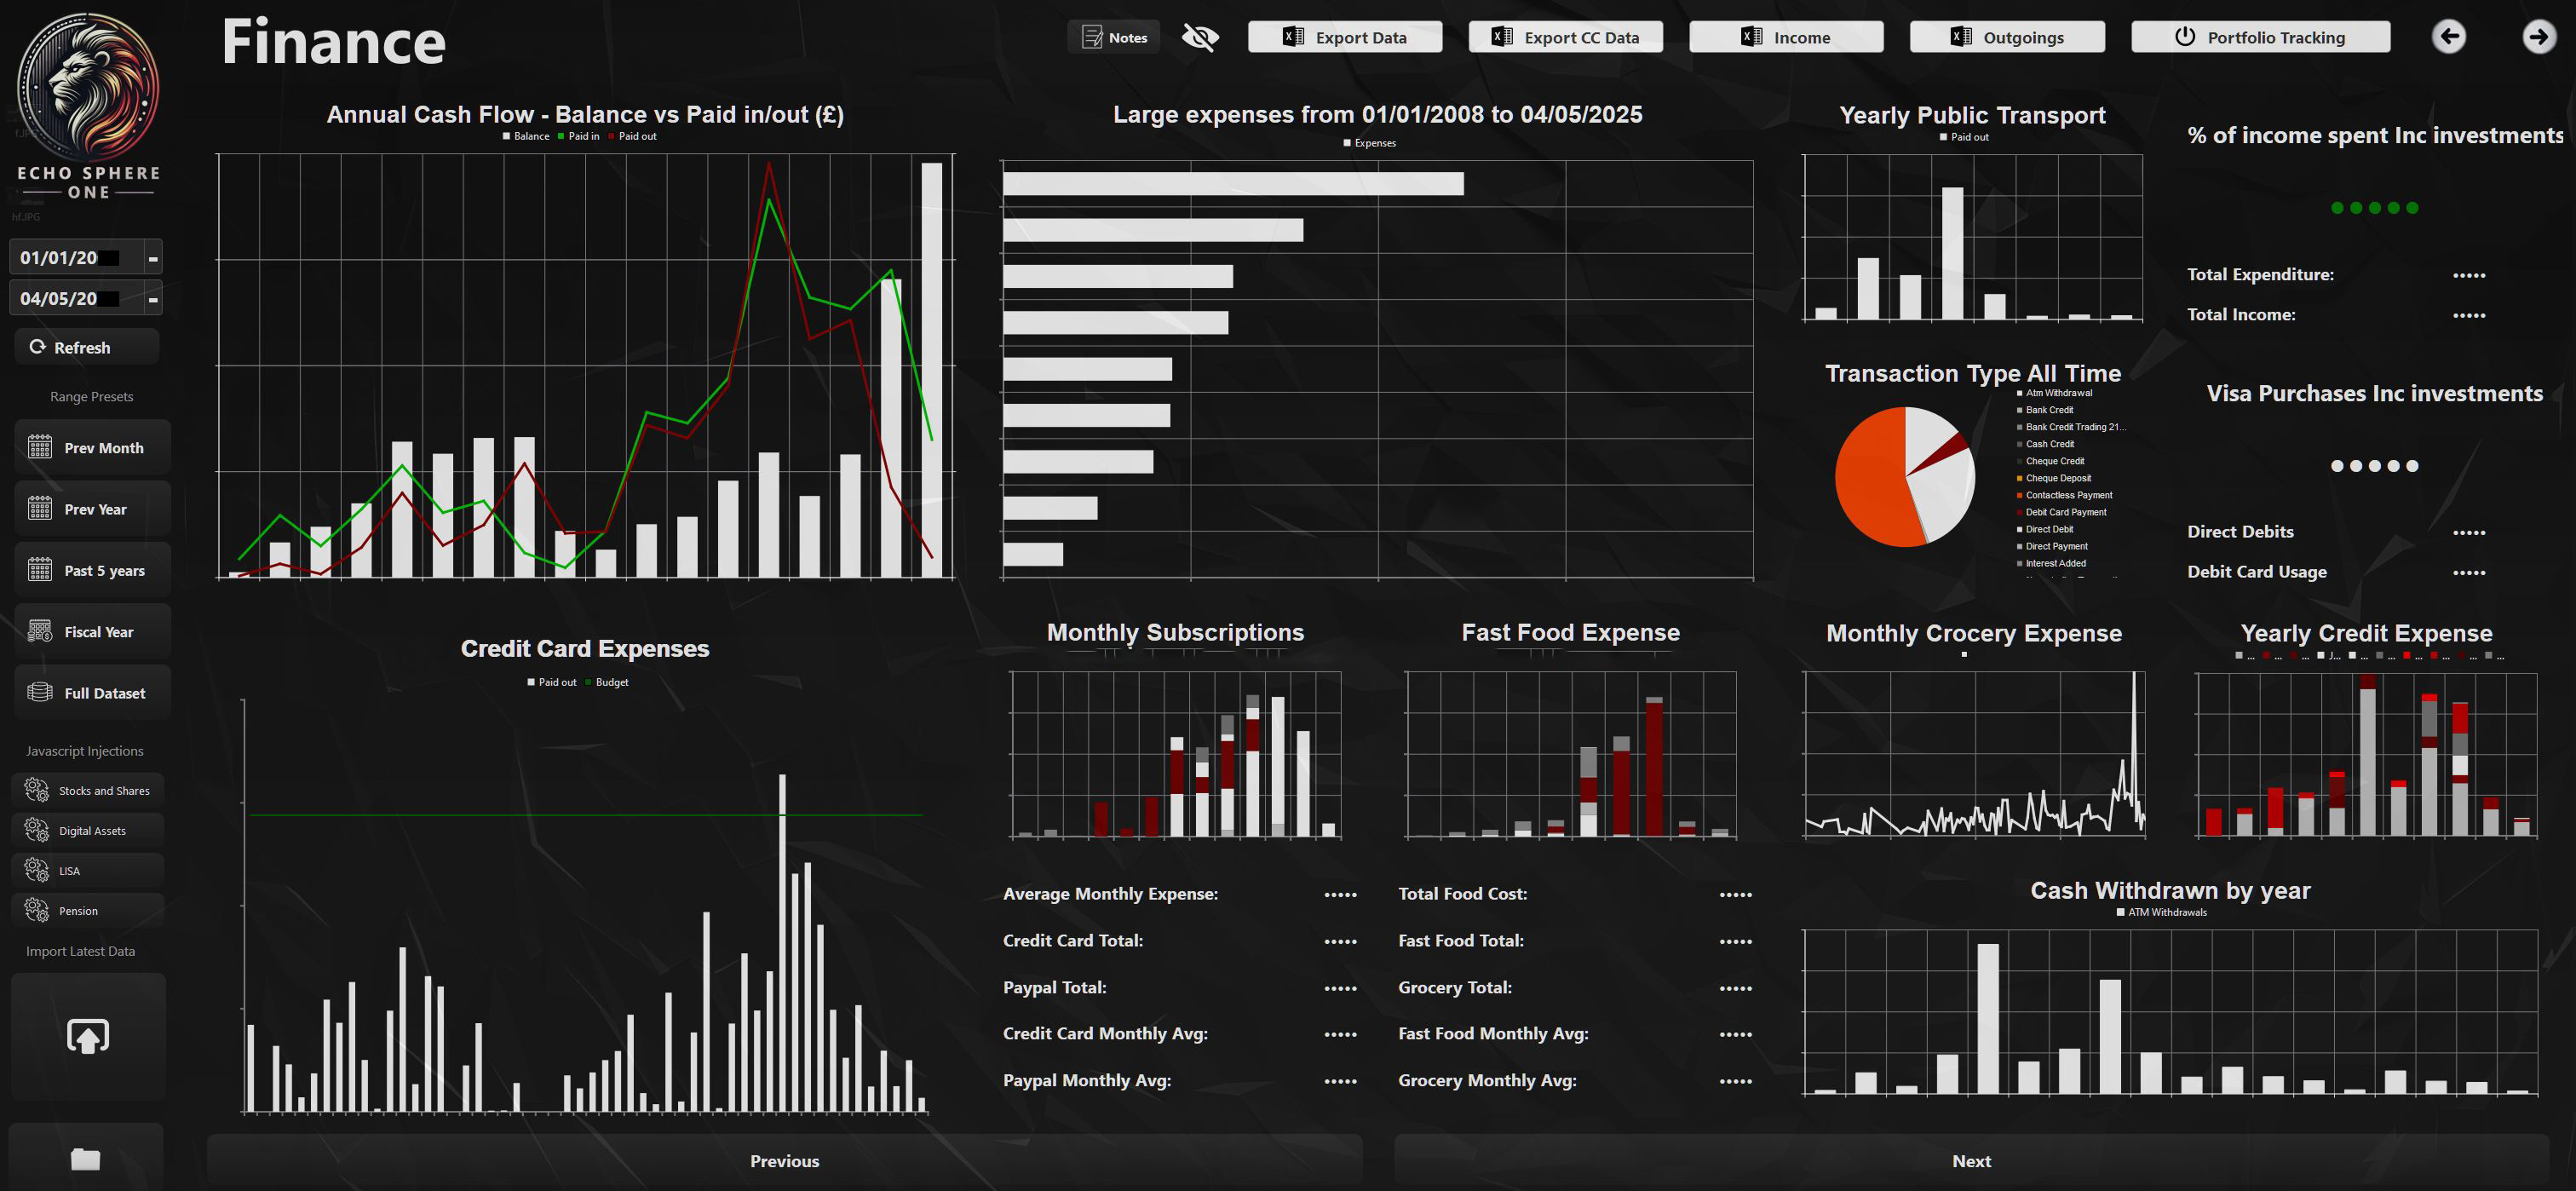 Finance
Notes
Export Data
Export CC Data
Income
Outgoings
Portfolio Tracking
ECHO SPHERE
ONE
hf.JPG
01/01/20
04/05/20
Refresh
Range Presets
Prev Month
Prev Year
Past 5 years
Fiscal Year
Full Dataset
Javascript Injections
Stocks and Shares
Digital Assets
LISA
Pension
Import Latest Data
Annual Cash Flow - Balance vs Paid in/out (£)
Balance Paid in Paid out
Large expenses from 01/01/2008 to 04/05/2025
Expenses
Yearly Public Transport
Paid out
% of income spent Inc investments
Total Expenditure: •••••
Total Income: •••••
Transaction Type All Time
Atm Withdrawal
Bank Credit
Bank Credit Trading 21...
Cash Credit
Cheque Credit
Cheque Deposit
Contactless Payment
Debit Card Payment
Direct Debit
Direct Payment
Interest Added
Visa Purchases Inc investments
Direct Debits •••••
Debit Card Usage •••••
Credit Card Expenses
Paid out Budget
Monthly Subscriptions
Fast Food Expense
Monthly Crocery Expense
Yearly Credit Expense
... ... ... J... ... ... ... ... ... ...
Average Monthly Expense: •••••
Credit Card Total: •••••
Paypal Total: •••••
Credit Card Monthly Avg: •••••
Paypal Monthly Avg: •••••
Total Food Cost: •••••
Fast Food Total: •••••
Grocery Total: •••••
Fast Food Monthly Avg: •••••
Grocery Monthly Avg: •••••
Cash Withdrawn by year
ATM Withdrawals
Previous
Next